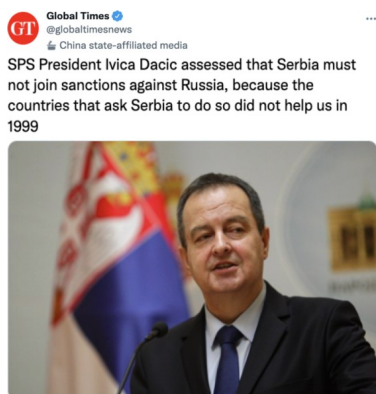 Global Times
@globaltimesnews
China state-affiliated media
SPS President Ivica Dacic assessed that Serbia must
not join sanctions against Russia, because the
countries that ask Serbia to do so did not help us in
1999
GT